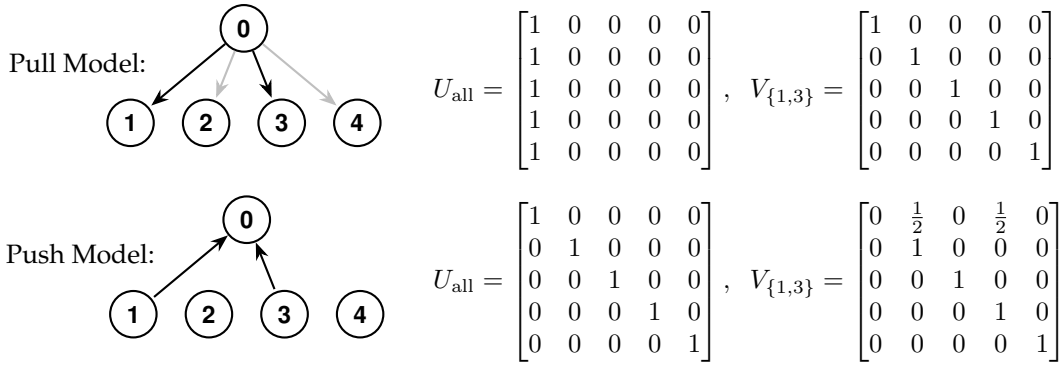 0
Pull Model:
1 2 3 4
U_all = [1 0 0 0 0; 1 0 0 0 0; 1 0 0 0 0; 1 0 0 0 0; 1 0 0 0 0], V_{1,3} = [1 0 0 0 0; 0 1 0 0 0; 0 0 1 0 0; 0 0 0 1 0; 0 0 0 0 1]
0
Push Model:
1 2 3 4
U_all = [1 0 0 0 0; 0 1 0 0 0; 0 0 1 0 0; 0 0 0 1 0; 0 0 0 0 1], V_{1,3} = [0 1/2 0 1/2 0; 0 1 0 0 0; 0 0 1 0 0; 0 0 0 1 0; 0 0 0 0 1]